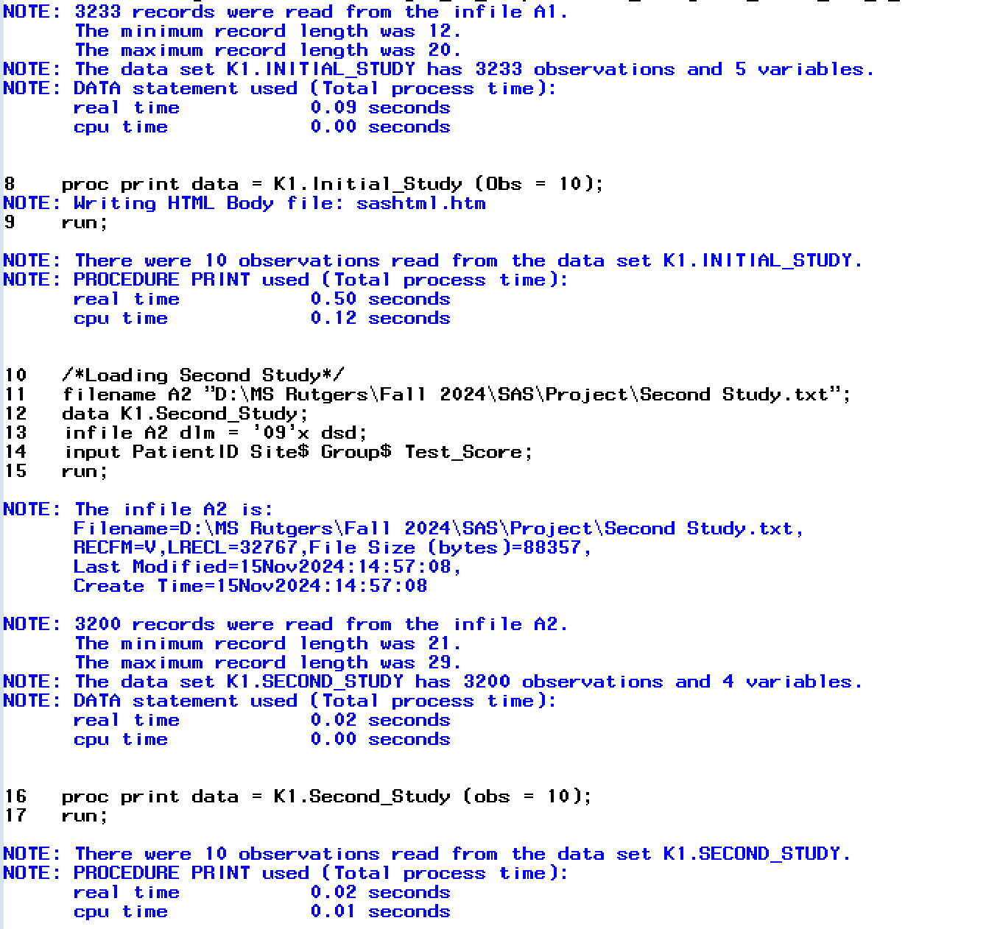 NOTE: 3233 records were read from the infile A1.
The minimum record length was 12.
The maximum record length was 20.
NOTE: The data set K1.INITIAL_STUDY has 3233 observations and 5 variables.
NOTE: DATA statement used (Total process time):
real time 0.09 seconds
cpu time 0.00 seconds
8 proc print data = K1.Initial_Study (Obs = 10);
NOTE: Writing HTML Body file: sashtml.htm
9 run;
NOTE: There were 10 observations read from the data set K1.INITIAL_STUDY.
NOTE: PROCEDURE PRINT used (Total process time):
real time 0.50 seconds
cpu time 0.12 seconds
10 /*Loading Second Study*/
11 filename A2 "D:\MS Rutgers\Fall 2024\SAS\Project\Second Study.txt";
12 data K1.Second_Study;
13 infile A2 dlm = '09'x dsd;
14 input PatientID Site$ Group$ Test_Score;
15 run;
NOTE: The infile A2 is:
Filename=D:\MS Rutgers\Fall 2024\SAS\Project\Second Study.txt,
RECFM=V,LRECL=32767,File Size (bytes)=88357,
Last Modified=15Nov2024:14:57:08,
Create Time=15Nov2024:14:57:08
NOTE: 3200 records were read from the infile A2.
The minimum record length was 21.
The maximum record length was 29.
NOTE: The data set K1.SECOND_STUDY has 3200 observations and 4 variables.
NOTE: DATA statement used (Total process time):
real time 0.02 seconds
cpu time 0.00 seconds
16 proc print data = K1.Second_Study (obs = 10);
17 run;
NOTE: There were 10 observations read from the data set K1.SECOND_STUDY.
NOTE: PROCEDURE PRINT used (Total process time):
real time 0.02 seconds
cpu time 0.01 seconds